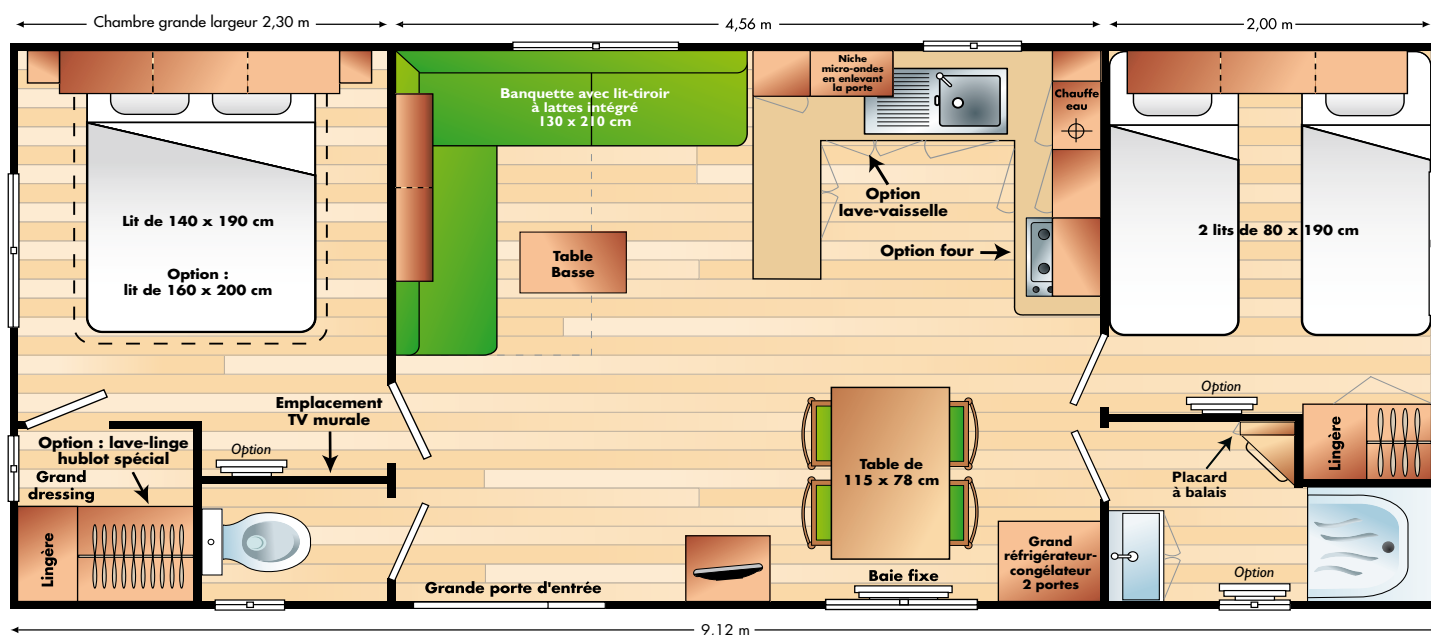 Chambre grande largeur 2,30 m
4,56 m
2,00 m
Niche
micro-ondes
en enlevant
la porte
Banquette avec lit-tiroir
à lattes intégré
130 x 210 cm
Chauffe
eau
Option
lave-vaisselle
Lit de 140 x 190 cm
2 lits de 80 x 190 cm
Option four
Table
Basse
Option :
lit de 160 x 200 cm
Emplacement
TV murale
Option
Option : lave-linge
hublot spécial
Option
Grand
dressing
Lingère
Table de
115 x 78 cm
Placard
à balais
Lingère
Grand
réfrigérateur-
congélateur
2 portes
Grande porte d'entrée
Baie fixe
Option
9,12 m